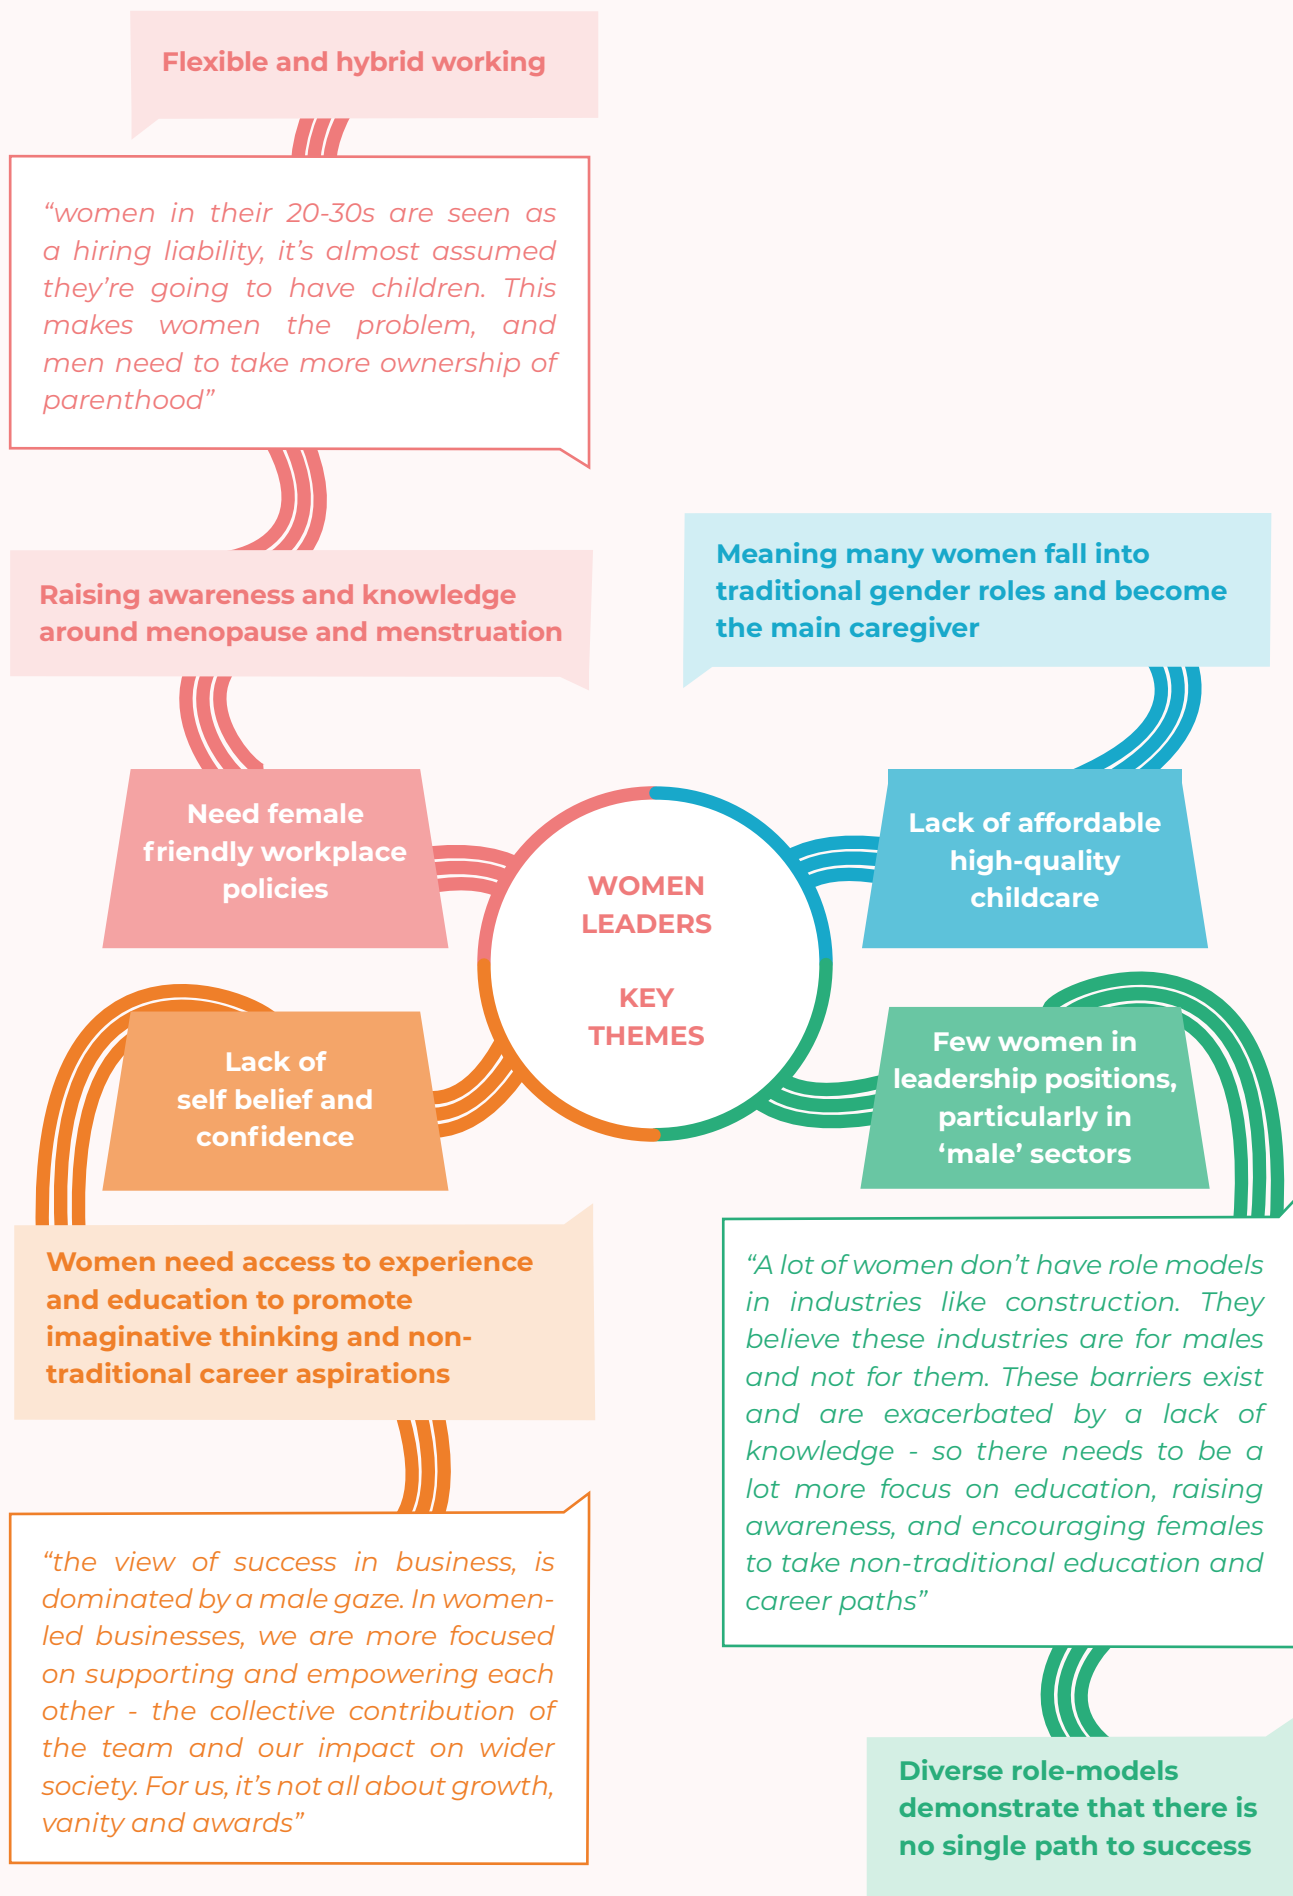 Flexible and hybrid working
“women in their 20-30s are seen as
a hiring liability, it’s almost assumed
they’re going to have children. This
makes women the problem, and
men need to take more ownership of
parenthood”
Raising awareness and knowledge
around menopause and menstruation
Need female
friendly workplace
policies
Meaning many women fall into
traditional gender roles and become
the main caregiver
Lack of affordable
high-quality
childcare
WOMEN
LEADERS
KEY
THEMES
Lack of
self belief and
confidence
Women need access to experience
and education to promote
imaginative thinking and non-
traditional career aspirations
“the view of success in business, is
dominated by a male gaze. In women-
led businesses, we are more focused
on supporting and empowering each
other - the collective contribution of
the team and our impact on wider
society. For us, it’s not all about growth,
vanity and awards”
Few women in
leadership positions,
particularly in
‘male’ sectors
“A lot of women don’t have role models
in industries like construction. They
believe these industries are for males
and not for them. These barriers exist
and are exacerbated by a lack of
knowledge - so there needs to be a
lot more focus on education, raising
awareness, and encouraging females
to take non-traditional education and
career paths”
Diverse role-models
demonstrate that there is
no single path to success